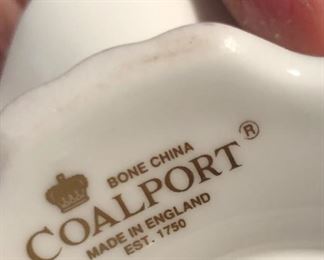 BONE CHINA
COALPORT®
MADE IN ENGLAND
EST. 1750